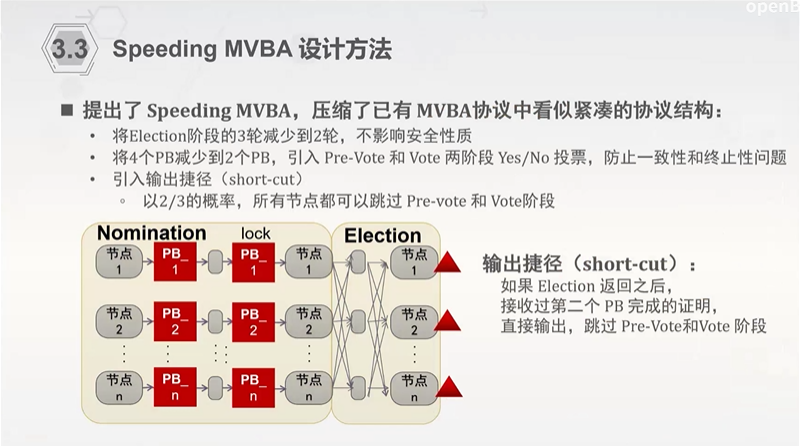 openB
3.3 Speeding MVBA 设计方法
■ 提出了 Speeding MVBA，压缩了已有 MVBA协议中看似紧凑的协议结构：
• 将Election阶段的3轮减少到2轮，不影响安全性质
• 将4个PB减少到2个PB，引入 Pre-Vote 和 Vote 两阶段 Yes/No 投票，防止一致性和终止性问题
• 引入输出捷径（short-cut）
◦ 以2/3的概率，所有节点都可以跳过 Pre-vote 和 Vote阶段
Nomination lock Election
节点 1 PB_ 1 PB_ 1 节点 1 节点 1
节点 2 PB_ 2 PB_ 2 节点 2 节点 2
节点 n PB_ n PB_ n 节点 n 节点 n
输出捷径（short-cut）：
如果 Election 返回之后，
接收过第二个 PB 完成的证明，
直接输出，跳过 Pre-Vote和Vote 阶段